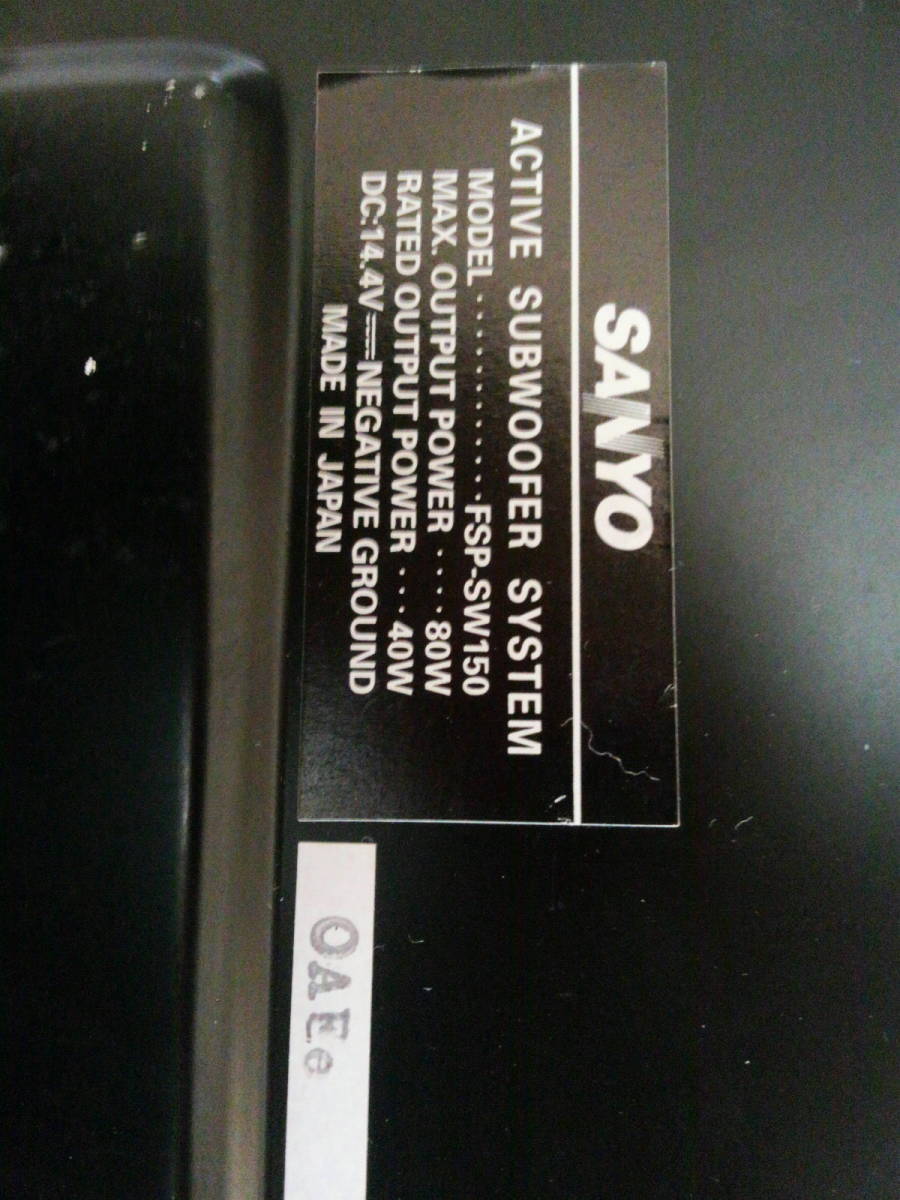 SANYO
ACTIVE SUBWOOFER SYSTEM
MODEL ············FSP-SW150
MAX. OUTPUT POWER ····80W
RATED OUTPUT POWER ···40W
DC:14.4V⎓NEGATIVE GROUND
MADE IN JAPAN
OAEe